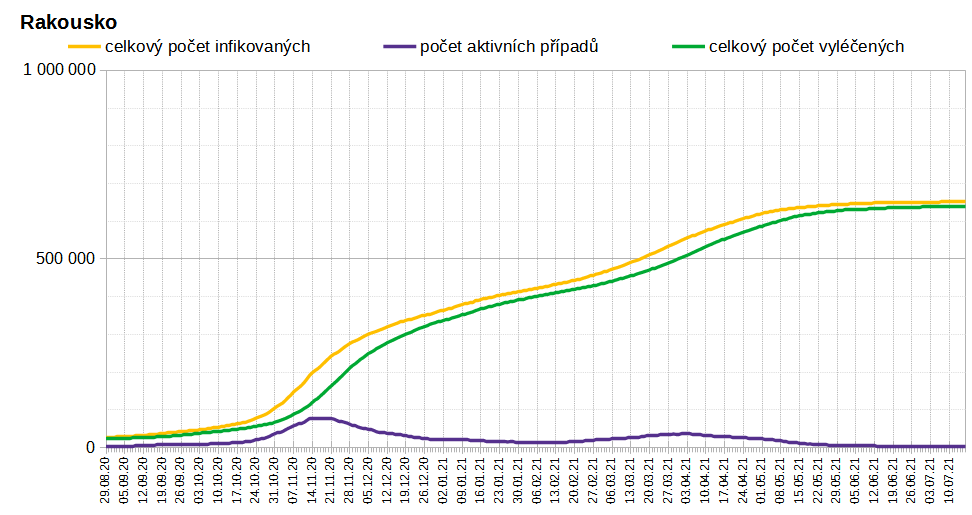 Rakousko
celkový počet infikovaných počet aktivních případů celkový počet vyléčených
1 000 000
500 000
0
29.08.20 05.09.20 12.09.20 19.09.20 26.09.20 03.10.20 10.10.20 17.10.20 24.10.20 31.10.20 07.11.20 14.11.20 21.11.20 28.11.20 05.12.20 12.12.20 19.12.20 26.12.20 02.01.21 09.01.21 16.01.21 23.01.21 30.01.21 06.02.21 13.02.21 20.02.21 27.02.21 06.03.21 13.03.21 20.03.21 27.03.21 03.04.21 10.04.21 17.04.21 24.04.21 01.05.21 08.05.21 15.05.21 22.05.21 29.05.21 05.06.21 12.06.21 19.06.21 26.06.21 03.07.21 10.07.21